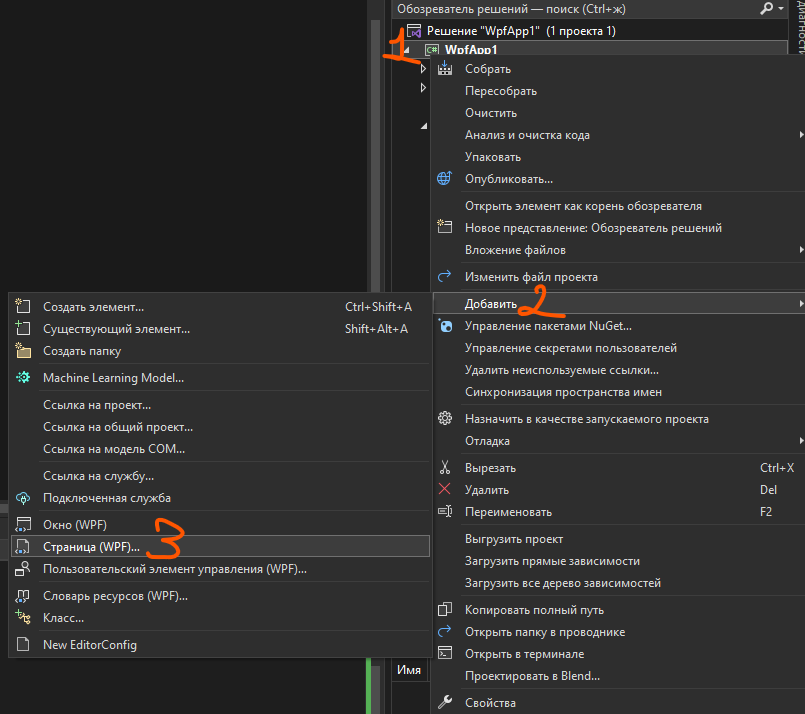 Обозреватель решений — поиск (Ctrl+ж)
Решение "WpfApp1" (1 проекта 1)
1
WpfApp1
Собрать
Пересобрать
Очистить
Анализ и очистка кода
Упаковать
Опубликовать...
Открыть элемент как корень обозревателя
Новое представление: Обозреватель решений
Вложение файлов
Изменить файл проекта
Добавить 2
Управление пакетами NuGet...
Управление секретами пользователей
Удалить неиспользуемые ссылки...
Синхронизация пространства имен
Назначить в качестве запускаемого проекта
Отладка
Вырезать Ctrl+X
Удалить Del
Переименовать F2
Выгрузить проект
Загрузить прямые зависимости
Загрузить все дерево зависимостей
Копировать полный путь
Открыть папку в проводнике
Открыть в терминале
Проектировать в Blend...
Свойства
Создать элемент... Ctrl+Shift+A
Существующий элемент... Shift+Alt+A
Создать папку
Machine Learning Model...
Ссылка на проект...
Ссылка на общий проект...
Ссылка на модель COM...
Ссылка на службу...
Подключенная служба
Окно (WPF)
Страница (WPF)... 3
Пользовательский элемент управления (WPF)...
Словарь ресурсов (WPF)...
Класс...
New EditorConfig
Имя